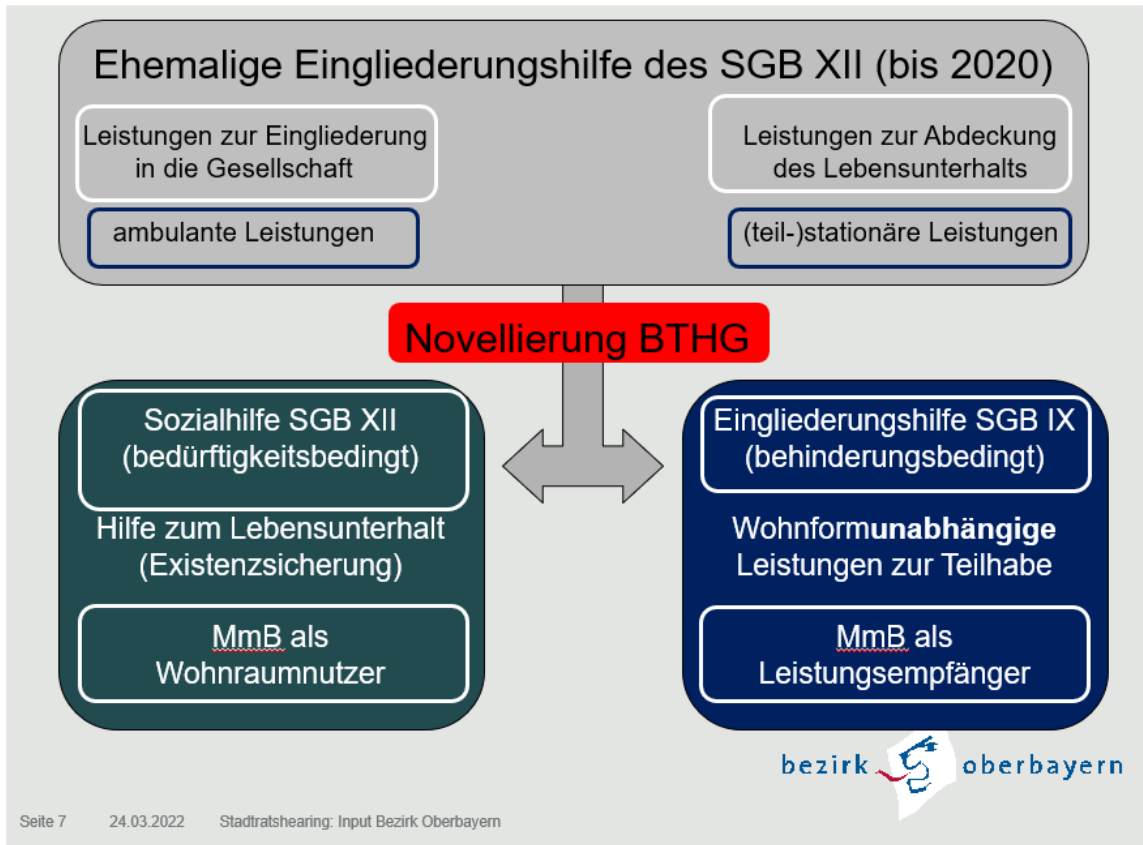 Ehemalige Eingliederungshilfe des SGB XII (bis 2020)
Leistungen zur Eingliederung
in die Gesellschaft
Leistungen zur Abdeckung
des Lebensunterhalts
ambulante Leistungen
(teil-)stationäre Leistungen
Novellierung BTHG
Sozialhilfe SGB XII
(bedürftigkeitsbedingt)
Hilfe zum Lebensunterhalt
(Existenzsicherung)
MmB als
Wohnraumnutzer
Eingliederungshilfe SGB IX
(behinderungsbedingt)
Wohnformunabhängige
Leistungen zur Teilhabe
MmB als
Leistungsempfänger
bezirk oberbayern
Seite 7 24.03.2022 Stadtratshearing: Input Bezirk Oberbayern